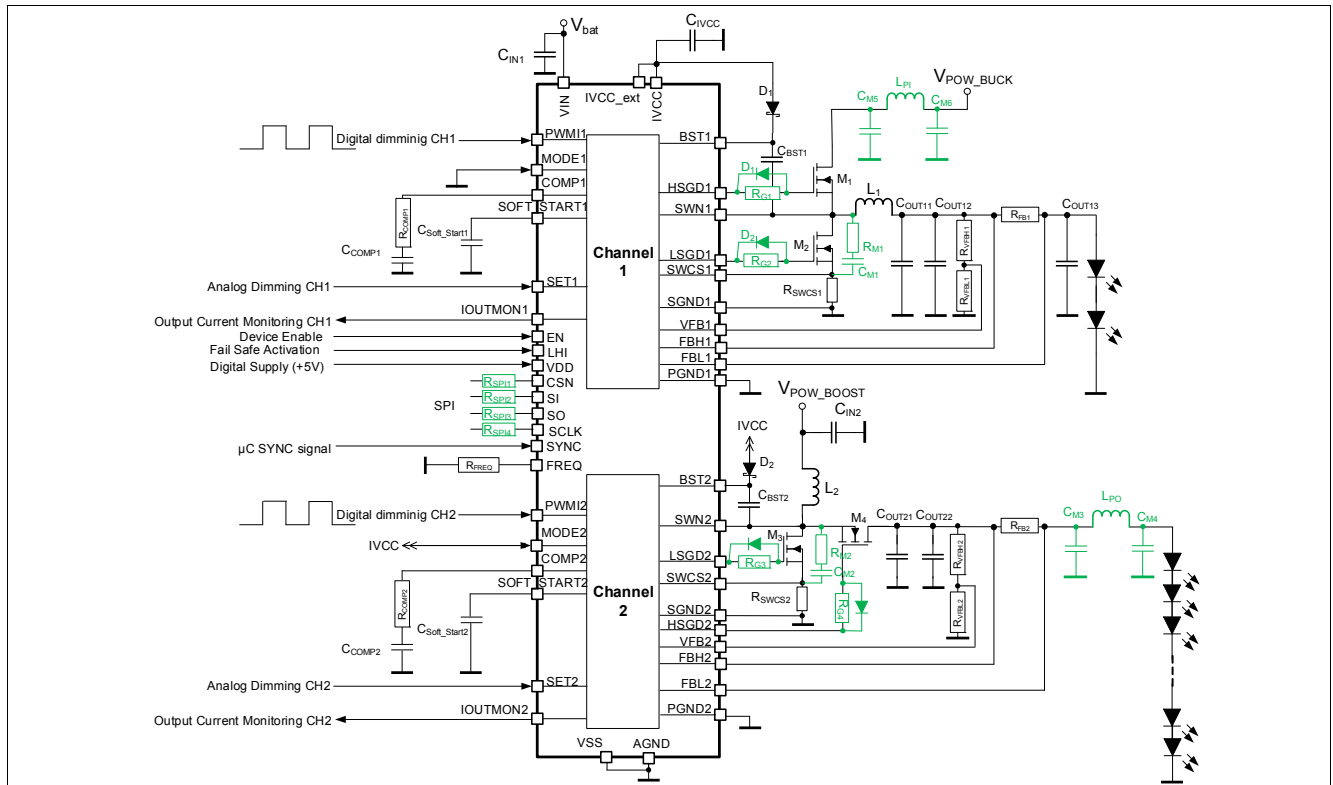 Vbat
CIN1
CIVCC
VIN
IVCC_ext
IVCC
D1
CM5
LPI
CM6
VPOW_BUCK
Digital dimminig CH1
PWMI1
BST1
CBST1
MODE1
COMP1
D1
RG1
HSGD1
M1
L1
SOFT_START1
SWN1
COUT11
COUT12
RFB1
COUT13
RCOMP1
CSoft_Start1
CCOMP1
Channel
1
D2
RG2
M2
RM1
CM1
RVFBH1
RVFBL1
LSGD1
SWCS1
RSWCS1
Analog Dimming CH1
SET1
SGND1
Output Current Monitoring CH1
IOUTMON1
VFB1
Device Enable
EN
FBH1
Fail Safe Activation
LHI
FBL1
Digital Supply (+5V)
VDD
PGND1
SPI
RSPI1
CSN
RSPI2
SI
RSPI3
SO
RSPI4
SCLK
µC SYNC signal
SYNC
RFREQ
FREQ
VPOW_BOOST
CIN2
IVCC
D2
L2
BST2
CBST2
Digital dimming CH2
PWMI2
SWN2
M4
COUT21
COUT22
RFB2
CM3
LPO
CM4
IVCC
MODE2
COMP2
M3
RG3
RM2
CM2
LSGD2
SOFT_START2
SWCS2
RSWCS2
RG4
RVFBH2
RVFBL2
RCOMP2
CSoft_Start2
CCOMP2
Channel
2
SGND2
HSGD2
VFB2
FBH2
Analog Dimming CH2
SET2
FBL2
Output Current Monitoring CH2
IOUTMON2
PGND2
VSS
AGND